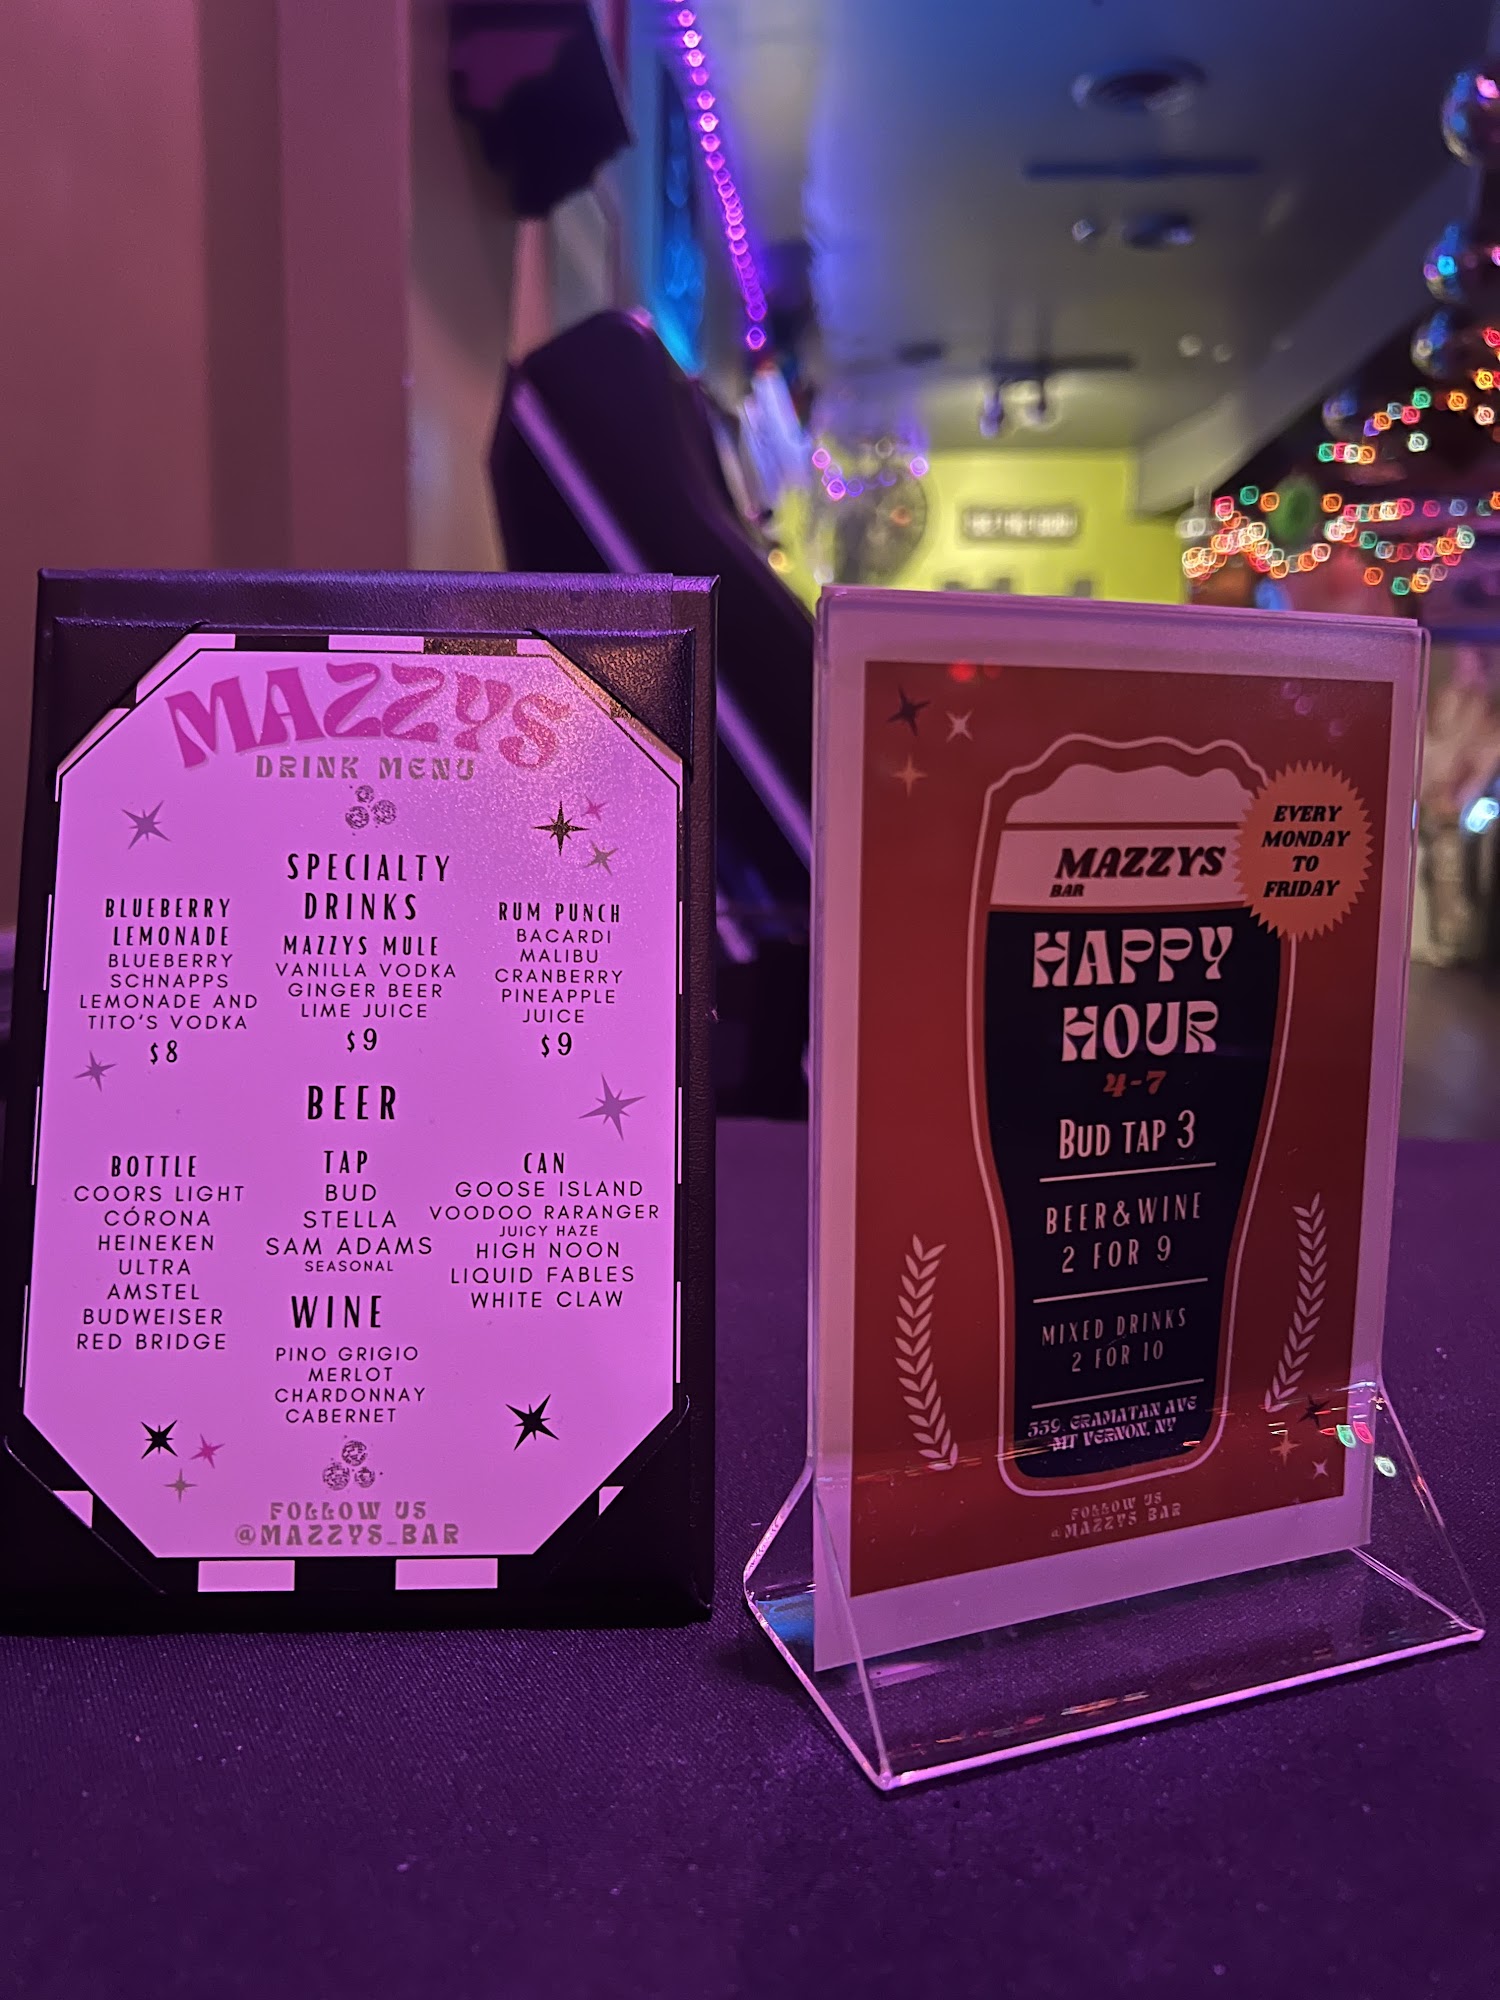 MAZZYS
DRINK MENU
SPECIALTY
DRINKS
BLUEBERRY
LEMONADE
BLUEBERRY
SCHNAPPS
LEMONADE AND
TITO'S VODKA
$8
MAZZYS MULE
VANILLA VODKA
GINGER BEER
LIME JUICE
$9
RUM PUNCH
BACARDI
MALIBU
CRANBERRY
PINEAPPLE
JUICE
$9
BEER
BOTTLE
COORS LIGHT
CÓRONA
HEINEKEN
ULTRA
AMSTEL
BUDWEISER
RED BRIDGE
TAP
BUD
STELLA
SAM ADAMS
SEASONAL
CAN
GOOSE ISLAND
VOODOO RARANGER
JUICY HAZE
HIGH NOON
LIQUID FABLES
WHITE CLAW
WINE
PINO GRIGIO
MERLOT
CHARDONNAY
CABERNET
FOLLOW US
@MAZZYS_BAR
EVERY
MONDAY
TO
FRIDAY
MAZZYS
BAR
HAPPY
HOUR
4-7
BUD TAP 3
BEER&WINE
2 FOR 9
MIXED DRINKS
2 FOR 10
559, GRAMATAN AVE
MT VERNON, NY
FOLLOW US
@MAZZYS_BAR